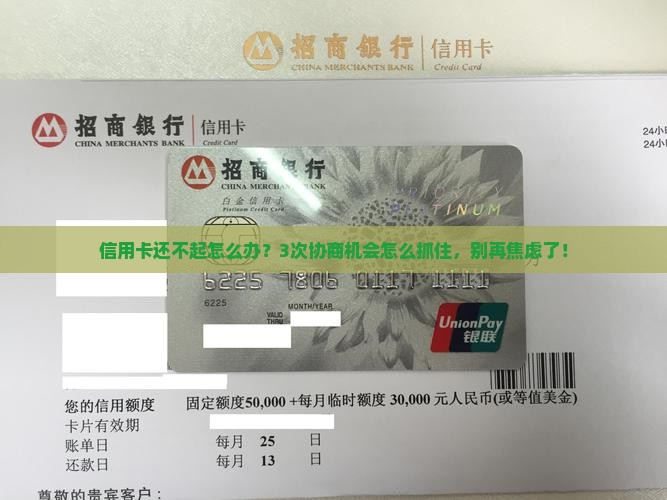 招商银行 信用卡
CHINA MERCHANTS BANK Credit Card
招商银行 信用卡
CHINA MERCHANTS BANK Credit Card
24小
24小
招商银行
CHINA MERCHANTS BANK
白金信用卡
Platinum Credit Card
PRIORITY
PLATINUM
信用卡还不起怎么办？3次协商机会怎么抓住，别再焦虑了！
6225
MONTH/YEAR
VALID
THRU
UnionPay
银联
您的信用额度 固定额度50,000 +每月临时额度 30,000 元人民币(或等值美金)
卡片有效期
账单日 每月 25 日
还款日 每月 13 日
尊敬的贵宾客户：